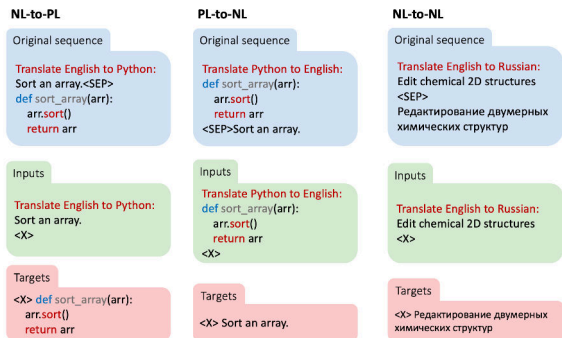 NL-to-PL
Original sequence
Translate English to Python:
Sort an array.<SEP>
def sort_array(arr):
arr.sort()
return arr
Inputs
Translate English to Python:
Sort an array.
<X>
Targets
<X> def sort_array(arr):
arr.sort()
return arr
PL-to-NL
Original sequence
Translate Python to English:
def sort_array(arr):
arr.sort()
return arr
<SEP>Sort an array.
Inputs
Translate Python to English:
def sort_array(arr):
arr.sort()
return arr
<X>
Targets
<X> Sort an array.
NL-to-NL
Original sequence
Translate English to Russian:
Edit chemical 2D structures
<SEP>
Редактирование двумерных
химических структур
Inputs
Translate English to Russian:
Edit chemical 2D structures
<X>
Targets
<X> Редактирование двумерных
химических структур